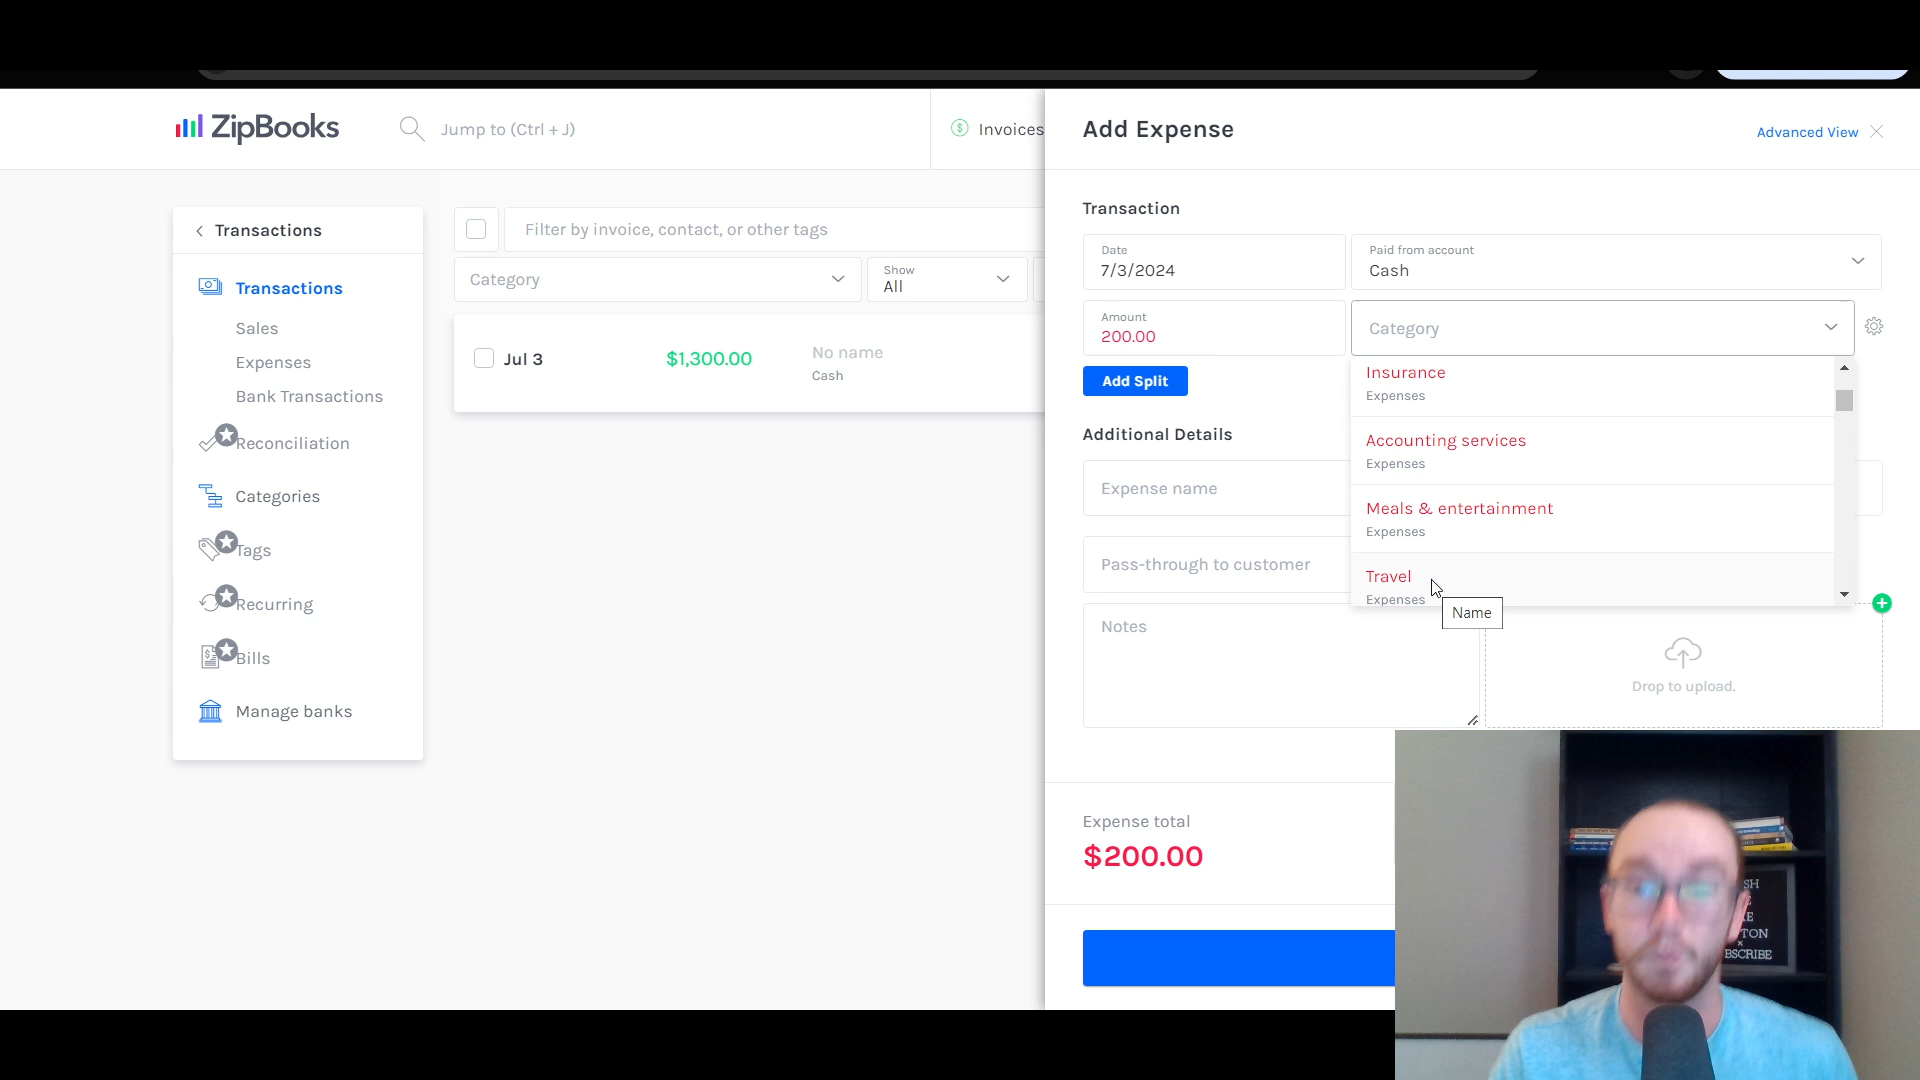 ZipBooks
Jump to (Ctrl + J)
Invoices
Transactions
Transactions
Sales
Expenses
Bank Transactions
Reconciliation
Categories
Tags
Recurring
Bills
Manage banks
Filter by invoice, contact, or other tags
Category
Show
All
Jul 3
$1,300.00
No name
Cash
Add Expense
Advanced View
Transaction
Date
7/3/2024
Paid from account
Cash
Amount
200.00
Category
Add Split
Insurance
Expenses
Accounting services
Expenses
Meals & entertainment
Expenses
Travel
Expenses
Name
Additional Details
Expense name
Pass-through to customer
Notes
Drop to upload.
Expense total
$200.00